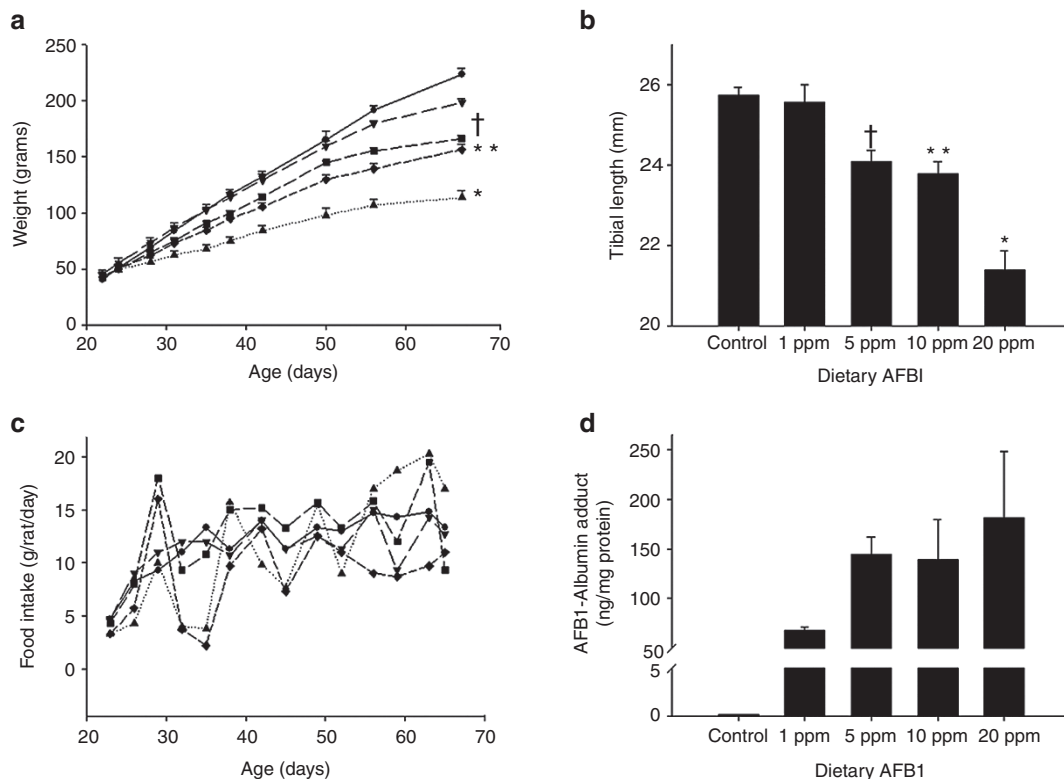 a
250
200
150
100
50
0
Weight (grams)
†
* *
*
20 30 40 50 60 70
Age (days)
b
26
24
22
20
Tibial length (mm)
†
* *
*
Control 1 ppm 5 ppm 10 ppm 20 ppm
Dietary AFBI
c
20
15
10
5
0
Food intake (g/rat/day)
20 30 40 50 60 70
Age (days)
d
250
200
150
100
50
5
0
AFB1-Albumin adduct
(ng/mg protein)
Control 1 ppm 5 ppm 10 ppm 20 ppm
Dietary AFB1